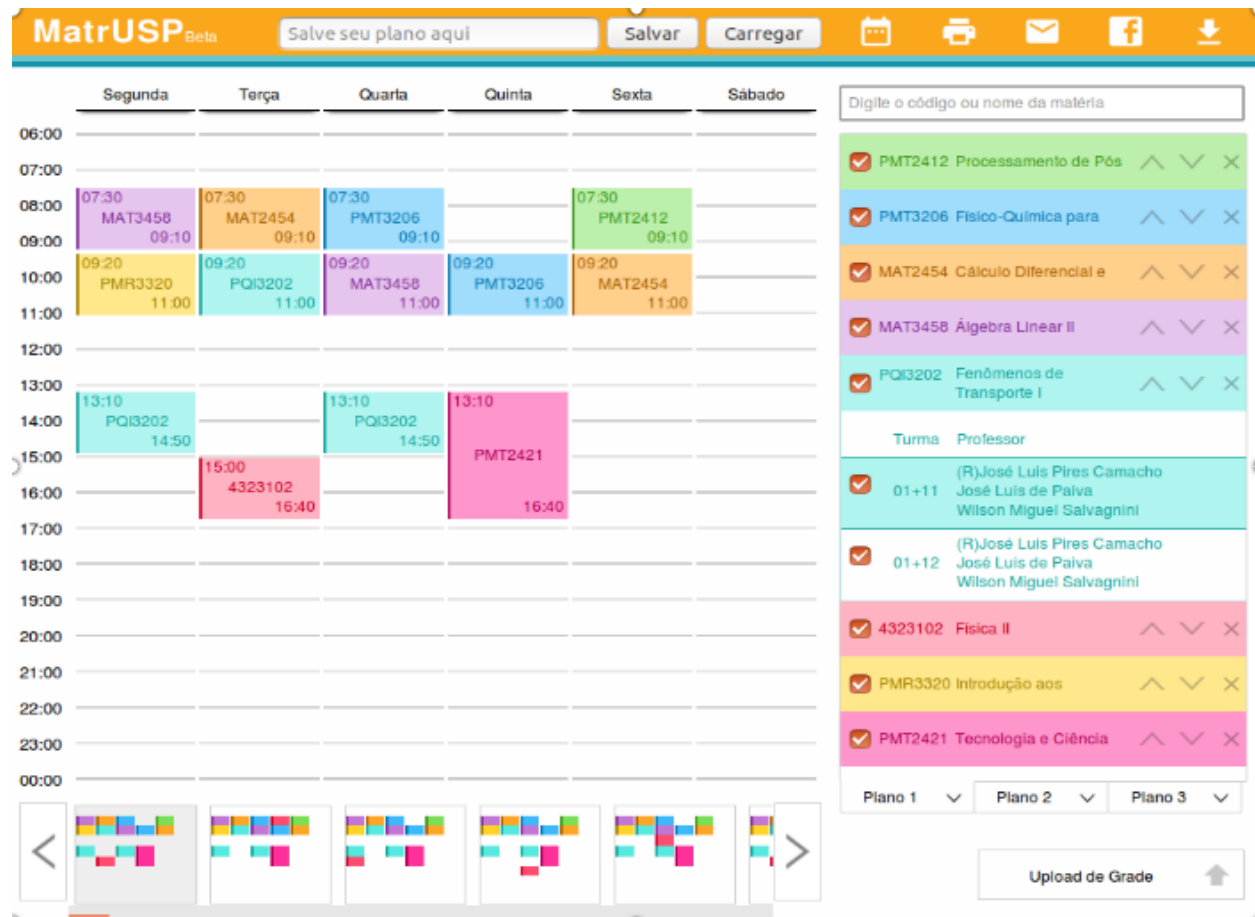 MatrUSP Beta
Salve seu plano aqui
Salvar
Carregar
Segunda Terça Quarta Quinta Sexta Sábado
06:00
07:00
08:00
09:00
10:00
11:00
12:00
13:00
14:00
15:00
16:00
17:00
18:00
19:00
20:00
21:00
22:00
23:00
00:00
07:30
MAT3458
09:10
07:30
MAT2454
09:10
07:30
PMT3206
09:10
07:30
PMT2412
09:10
09:20
PMR3320
11:00
09:20
PQI3202
11:00
09:20
MAT3458
11:00
09:20
PMT3206
11:00
09:20
MAT2454
11:00
13:10
PQI3202
14:50
13:10
PQI3202
14:50
13:10
PMT2421
16:40
15:00
4323102
16:40
Digite o código ou nome da matéria
PMT2412 Processamento de Pós
PMT3206 Físico-Química para
MAT2454 Cálculo Diferencial e
MAT3458 Álgebra Linear II
PQI3202 Fenômenos de
Transporte I
Turma Professor
(R)José Luis Pires Camacho
01+11 José Luis de Paiva
Wilson Miguel Salvagnini
(R)José Luis Pires Camacho
01+12 José Luis de Paiva
Wilson Miguel Salvagnini
4323102 Física II
PMR3320 Introdução aos
PMT2421 Tecnologia e Ciência
Plano 1 Plano 2 Plano 3
Upload de Grade